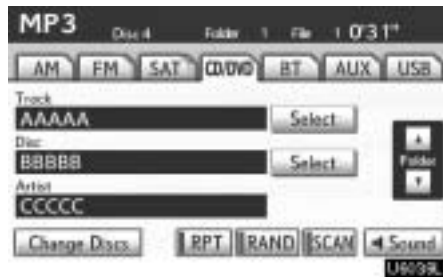 MP3 Disc 4 Folder 1 File 1 0'31"
AM FM SAT CD/DVD BT AUX USB
Track
AAAAA Select
Disc
BBBBB Select
Folder
Artist
CCCCC
Change Discs RPT RAND SCAN Sound
U6039L